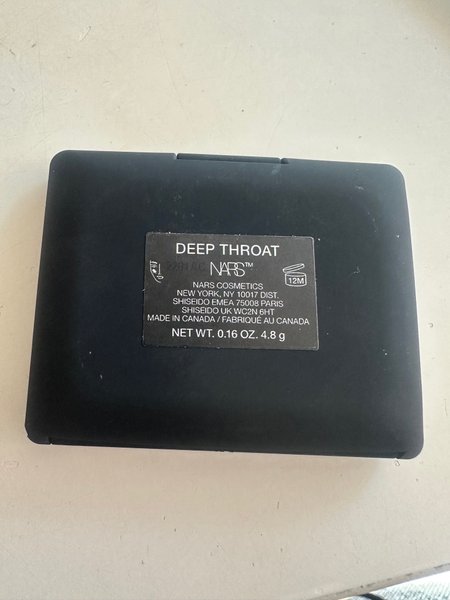 DEEP THROAT
NARS™
12M
NARS COSMETICS
NEW YORK, NY 10017 DIST.
SHISEIDO EMEA 75008 PARIS
SHISEIDO UK WC2N 6HT
MADE IN CANADA / FABRIQUÉ AU CANADA
NET WT. 0.16 OZ. 4.8 g